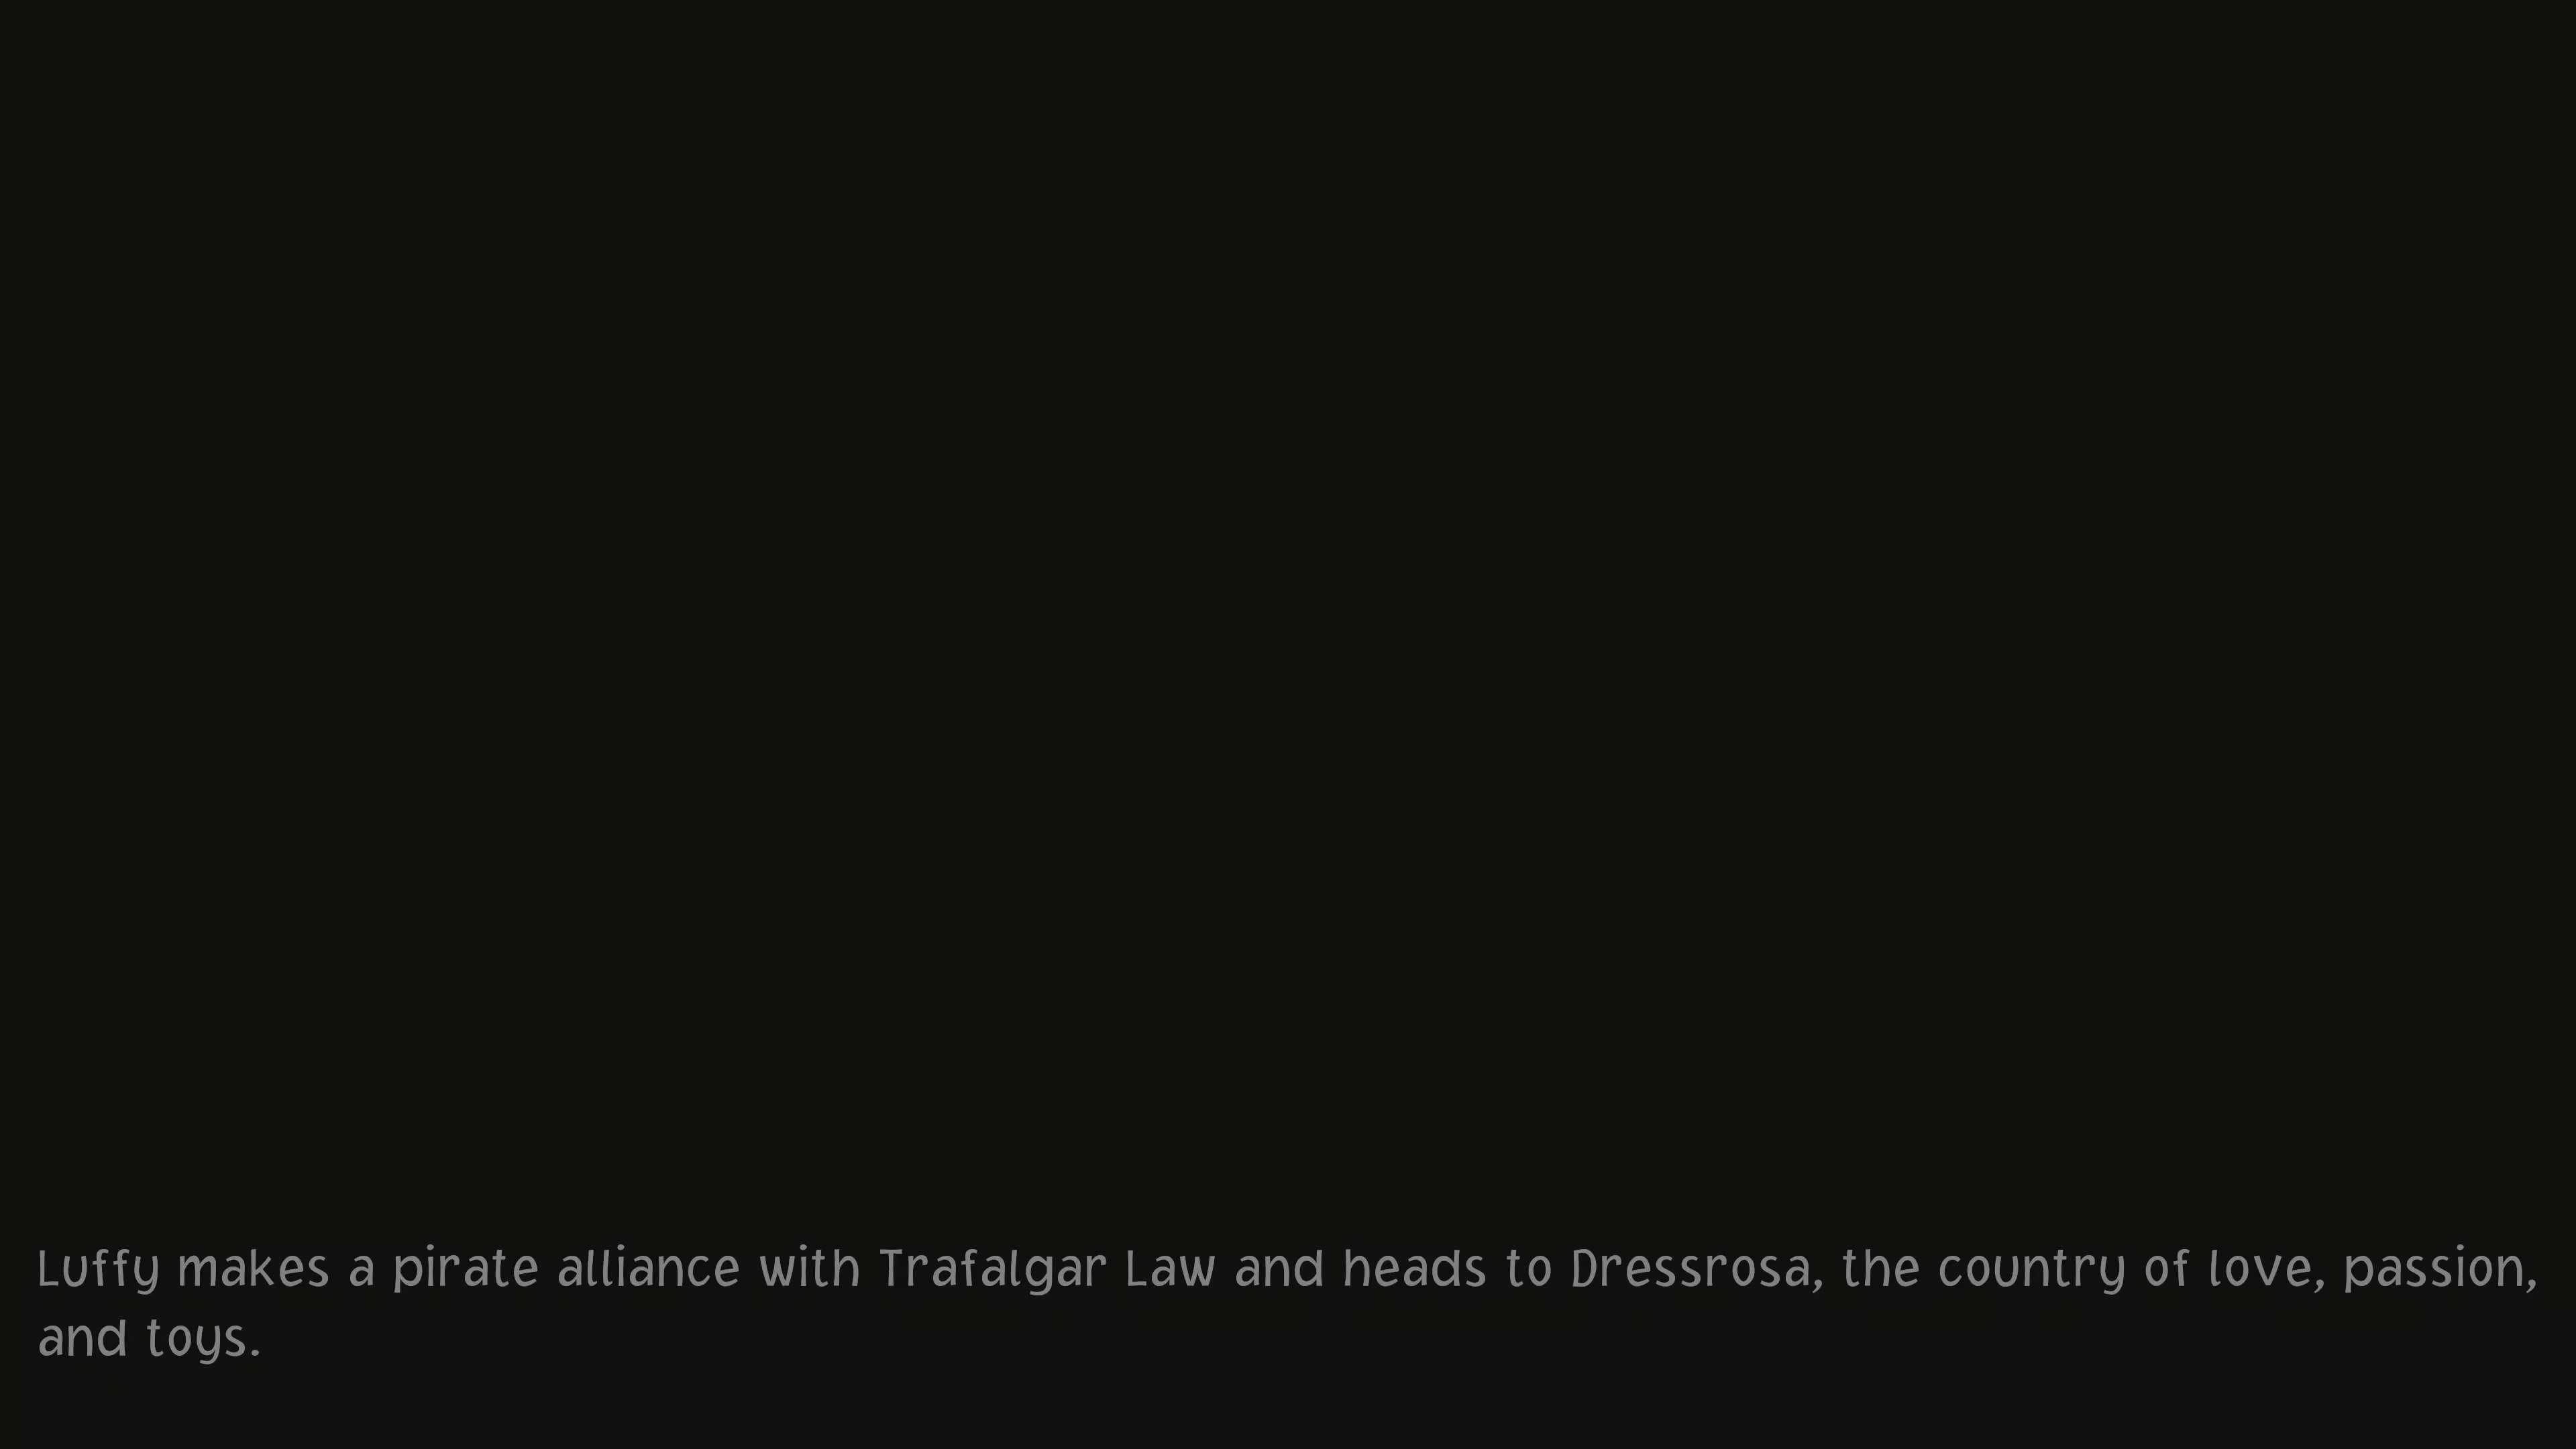 Luffy makes a pirate alliance with Trafalgar Law and heads to Dressrosa, the country of love, passion,
and toys.